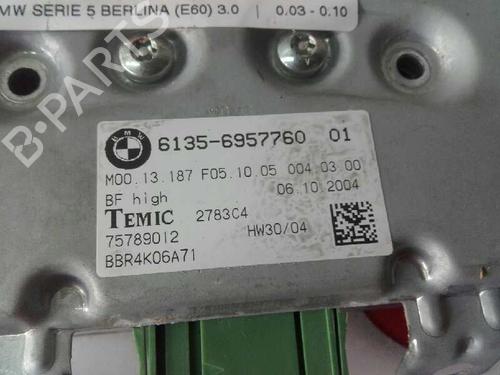 MW SERIE 5 BERLINA (E60) 3.0 | 0.03 - 0.10
BMW 6135-6957760 01
M00.13.187 F05.10.05 004.03.00
BF high 06.10.2004
TEMIC 2783C4
75789012 HW30/04
BBR4K06A71
B-PARTS